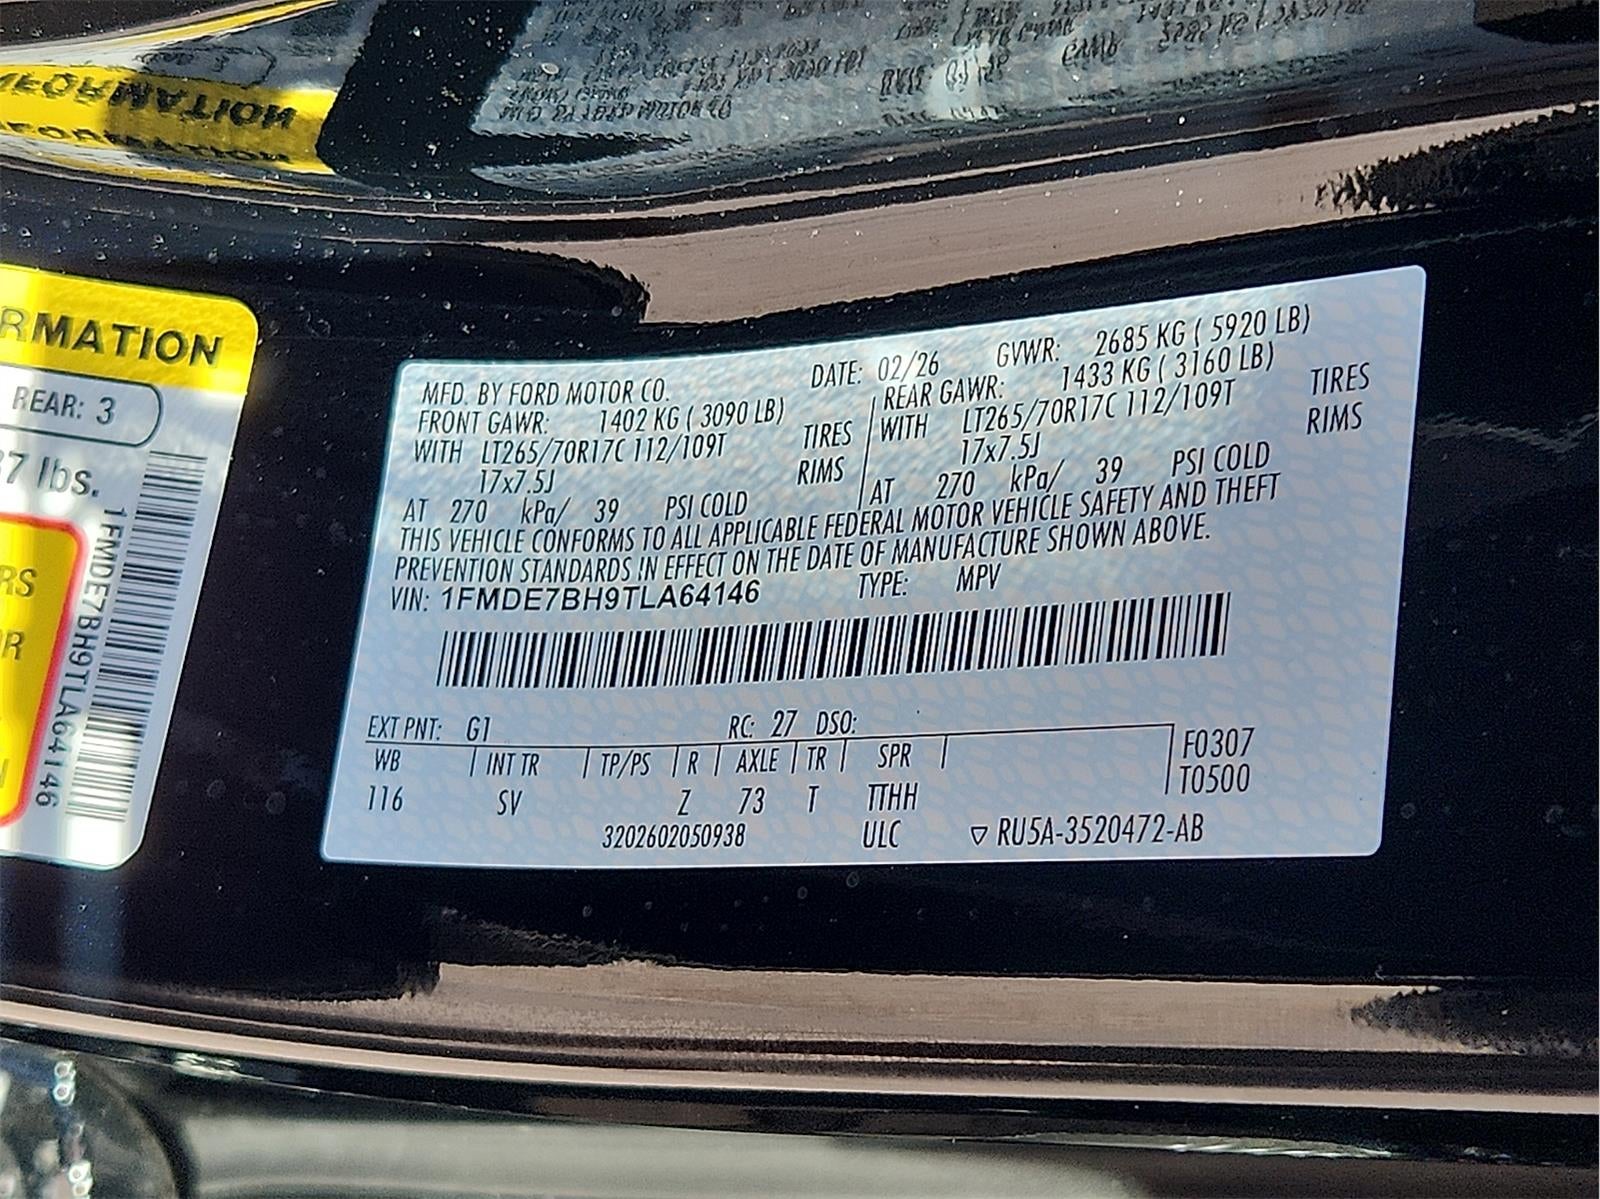 RMATION
REAR: 3
37 lbs.
RS
OR
1FMDE7BH9TLA64146
MFD. BY FORD MOTOR CO. DATE: 02/26 GVWR: 2685 KG ( 5920 LB)
FRONT GAWR: 1402 KG ( 3090 LB) REAR GAWR: 1433 KG ( 3160 LB)
WITH LT265/70R17C 112/109T TIRES WITH LT265/70R17C 112/109T TIRES
17x7.5J RIMS 17x7.5J RIMS
AT 270 kPa/ 39 PSI COLD AT 270 kPa/ 39 PSI COLD
THIS VEHICLE CONFORMS TO ALL APPLICABLE FEDERAL MOTOR VEHICLE SAFETY AND THEFT
PREVENTION STANDARDS IN EFFECT ON THE DATE OF MANUFACTURE SHOWN ABOVE.
VIN: 1FMDE7BH9TLA64146 TYPE: MPV
EXT PNT: G1 RC: 27 DSO:
WB INT TR TP/PS R AXLE TR SPR F0307
116 SV Z 73 T TTHH T0500
3202602050938 ULC RU5A-3520472-AB